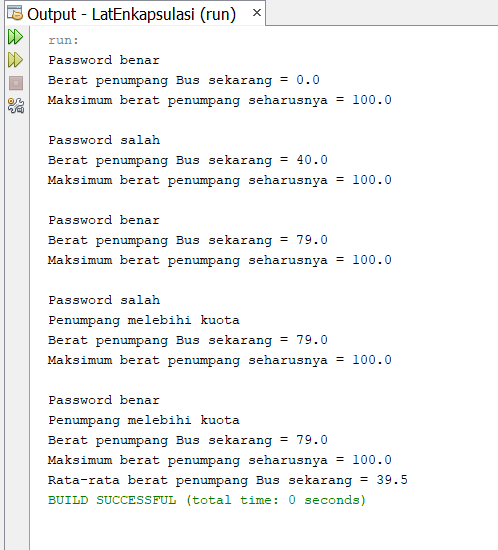 Output - LatEnkapsulasi (run) ×
run:
Password benar
Berat penumpang Bus sekarang = 0.0
Maksimum berat penumpang seharusnya = 100.0
Password salah
Berat penumpang Bus sekarang = 40.0
Maksimum berat penumpang seharusnya = 100.0
Password benar
Berat penumpang Bus sekarang = 79.0
Maksimum berat penumpang seharusnya = 100.0
Password salah
Penumpang melebihi kuota
Berat penumpang Bus sekarang = 79.0
Maksimum berat penumpang seharusnya = 100.0
Password benar
Penumpang melebihi kuota
Berat penumpang Bus sekarang = 79.0
Maksimum berat penumpang seharusnya = 100.0
Rata-rata berat penumpang Bus sekarang = 39.5
BUILD SUCCESSFUL (total time: 0 seconds)